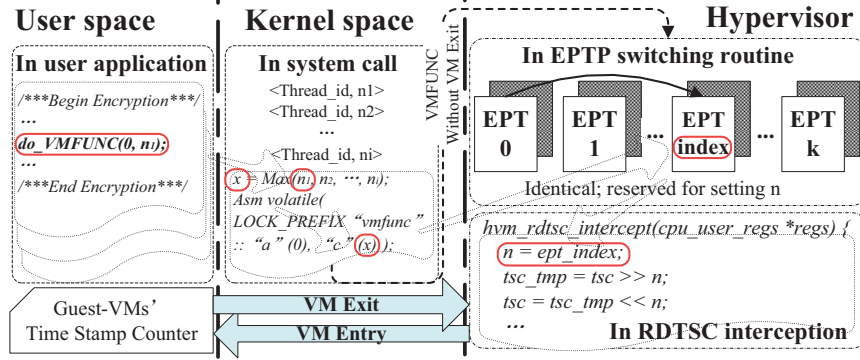 User space
In user application
/***Begin Encryption***/
...
do_VMFUNC(0, n1);
...
/***End Encryption***/
Guest-VMs'
Time Stamp Counter
Kernel space
In system call
<Thread_id, n1>
<Thread_id, n2>
...
<Thread_id, ni>
x = Max(n1, n2, ..., ni);
Asm volatile(
LOCK_PREFIX "vmfunc"
:: "a" (0), "c" (x) );
VMFUNC
Without VM Exit
VM Exit
VM Entry
Hypervisor
In EPTP switching routine
EPT 0
EPT 1
...
EPT index
...
EPT k
Identical; reserved for setting n
hvm_rdtsc_intercept(cpu_user_regs *regs) {
n = ept_index;
tsc_tmp = tsc >> n;
tsc = tsc_tmp << n;
...
In RDTSC interception